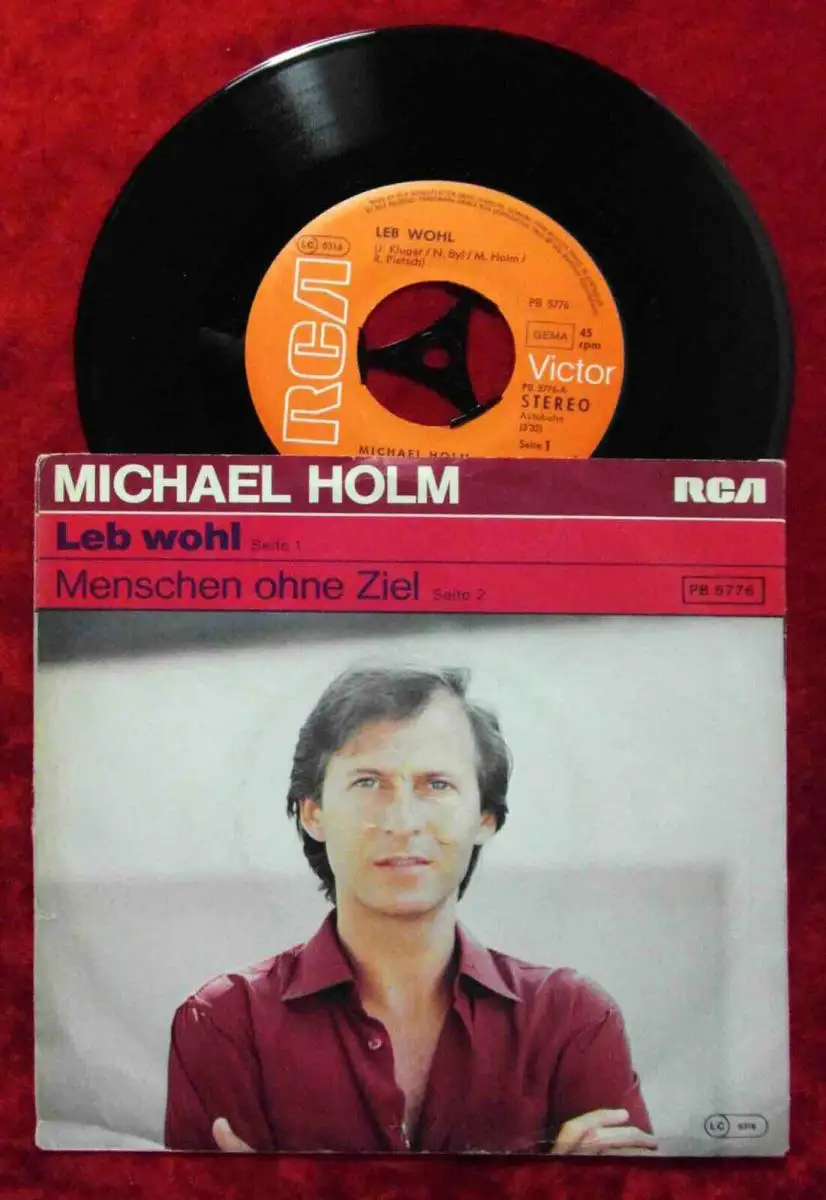 LC 0316
RCA
LEB WOHL
(J. Kluger / N. Byl / M. Holm /
R. Pietsch)
PB 5776
GEMA 45
rpm
Victor
PB 5776-A
STEREO
Autobahn
(3'20)
Seite 1
MICHAEL HOLM
MICHAEL HOLM RCA
Leb wohl Seite 1
Menschen ohne Ziel Seite 2 PB 5776
LC 0316